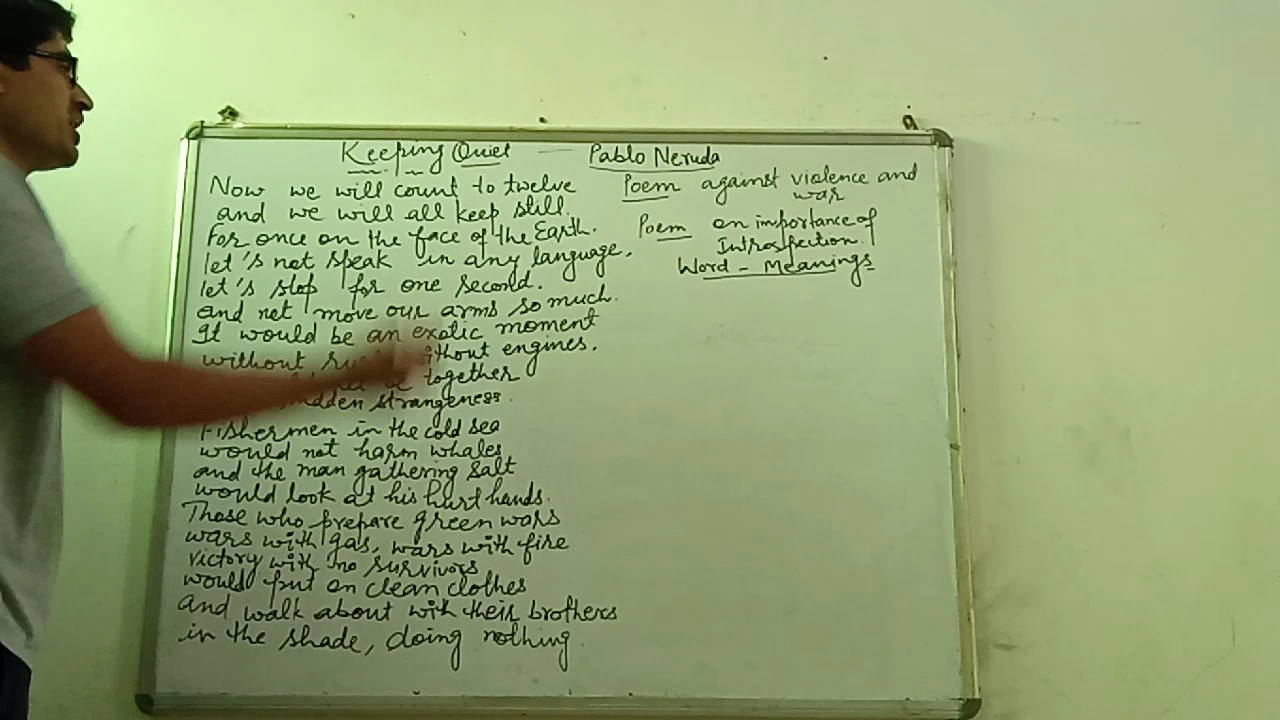 Keeping Quiet — Pablo Neruda
Now we will count to twelve
and we will all keep still.
For once on the face of the Earth.
let's not speak in any language.
let's stop for one second.
and not move our arms so much.
It would be an exotic moment
without without engines.
together
strangeness.
Fishermen in the cold sea
would not harm whales
and the man gathering salt
would look at his hurt hands.
Those who prepare green wars
wars with gas, wars with fire
victory with no survivors
would put on clean clothes
and walk about with their brothers
in the shade, doing nothing
Poem against violence and
war
Poem on importance of
Introspection
Word - Meanings